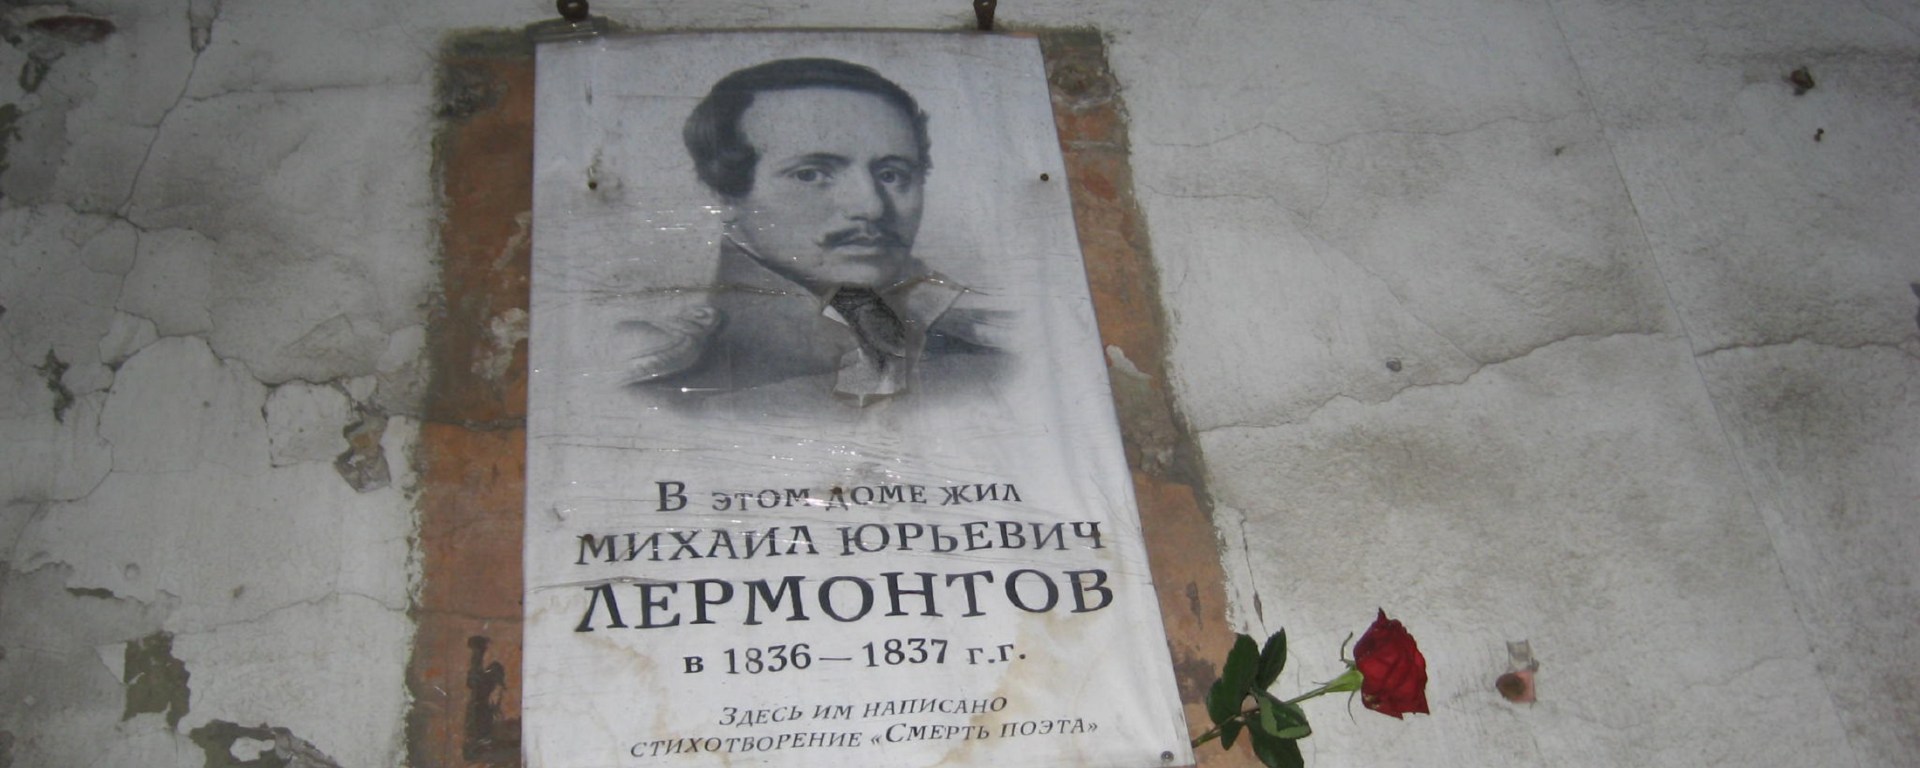 В ЭТОМ ДОМЕ ЖИЛ
МИХАИЛ ЮРЬЕВИЧ
ЛЕРМОНТОВ
в 1836 — 1837 г.г.
ЗДЕСЬ ИМ НАПИСАНО
СТИХОТВОРЕНИЕ «СМЕРТЬ ПОЭТА»